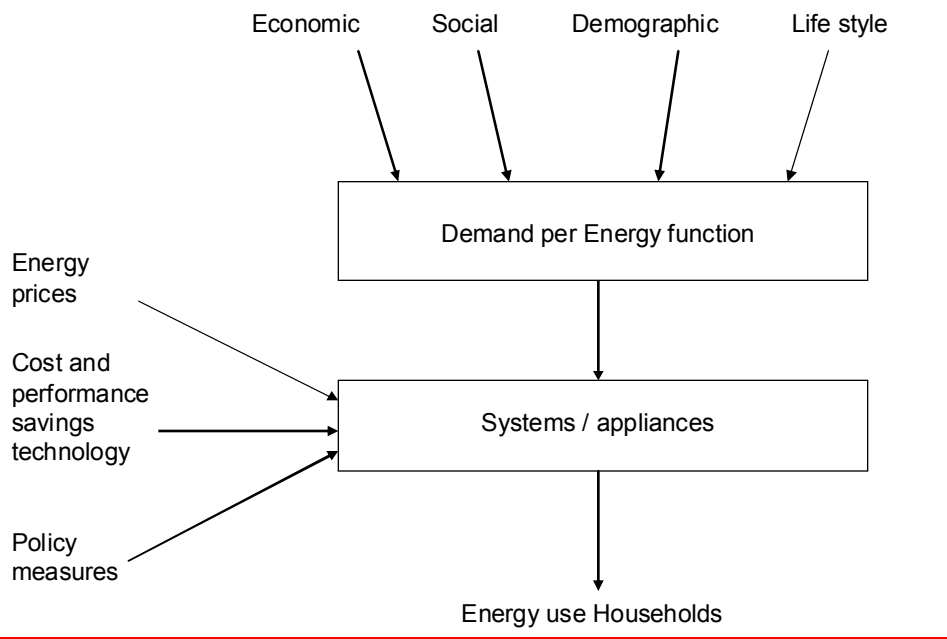 Economic
Social
Demographic
Life style
Demand per Energy function
Energy
prices
Cost and
performance
savings
technology
Systems / appliances
Policy
measures
Energy use Households